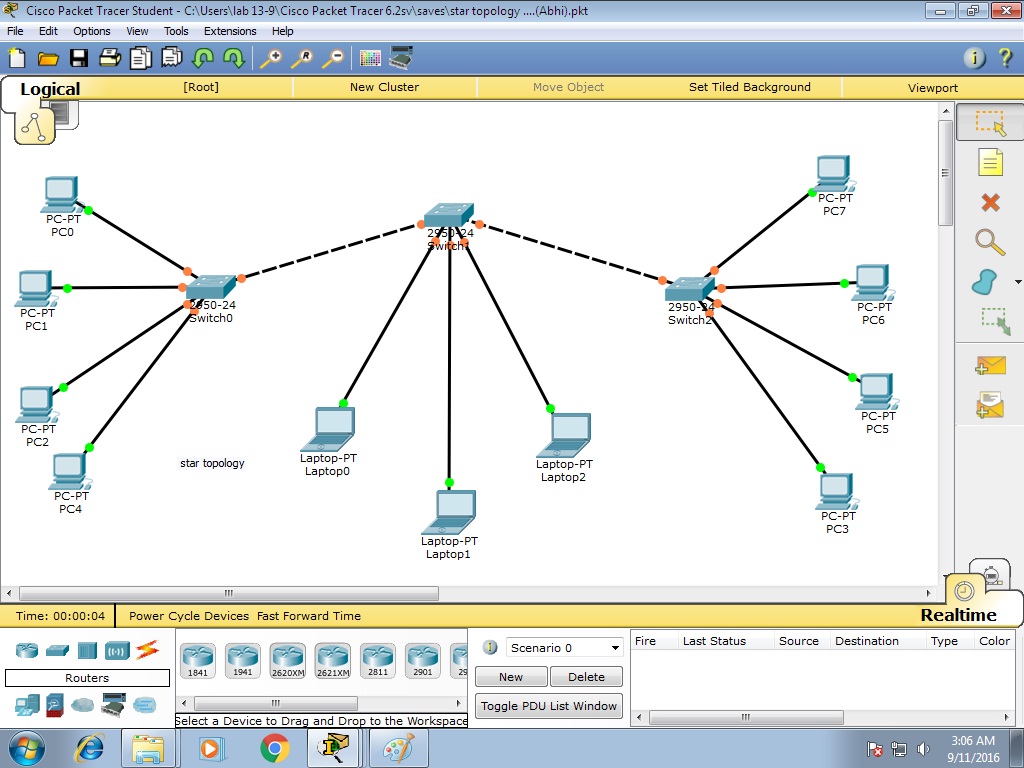 Cisco Packet Tracer Student - C:\Users\lab 13-9\Cisco Packet Tracer 6.2sv\saves\star topology ....(Abhi).pkt
File Edit Options View Tools Extensions Help
Logical [Root] New Cluster Move Object Set Tiled Background Viewport
PC-PT
PC7
PC-PT
PC0
2950-24
Switch1
2950-24
Switch0
2950-24
Switch2
PC-PT
PC1
PC-PT
PC6
PC-PT
PC2
PC-PT
PC5
Laptop-PT
Laptop0
Laptop-PT
Laptop2
star topology
PC-PT
PC4
PC-PT
PC3
Laptop-PT
Laptop1
Time: 00:00:04 Power Cycle Devices Fast Forward Time Realtime
Routers
1841 1941 2620XM 2621XM 2811 2901 29
Select a Device to Drag and Drop to the Workspace
Scenario 0
New Delete
Toggle PDU List Window
Fire Last Status Source Destination Type Color
3:06 AM
9/11/2016